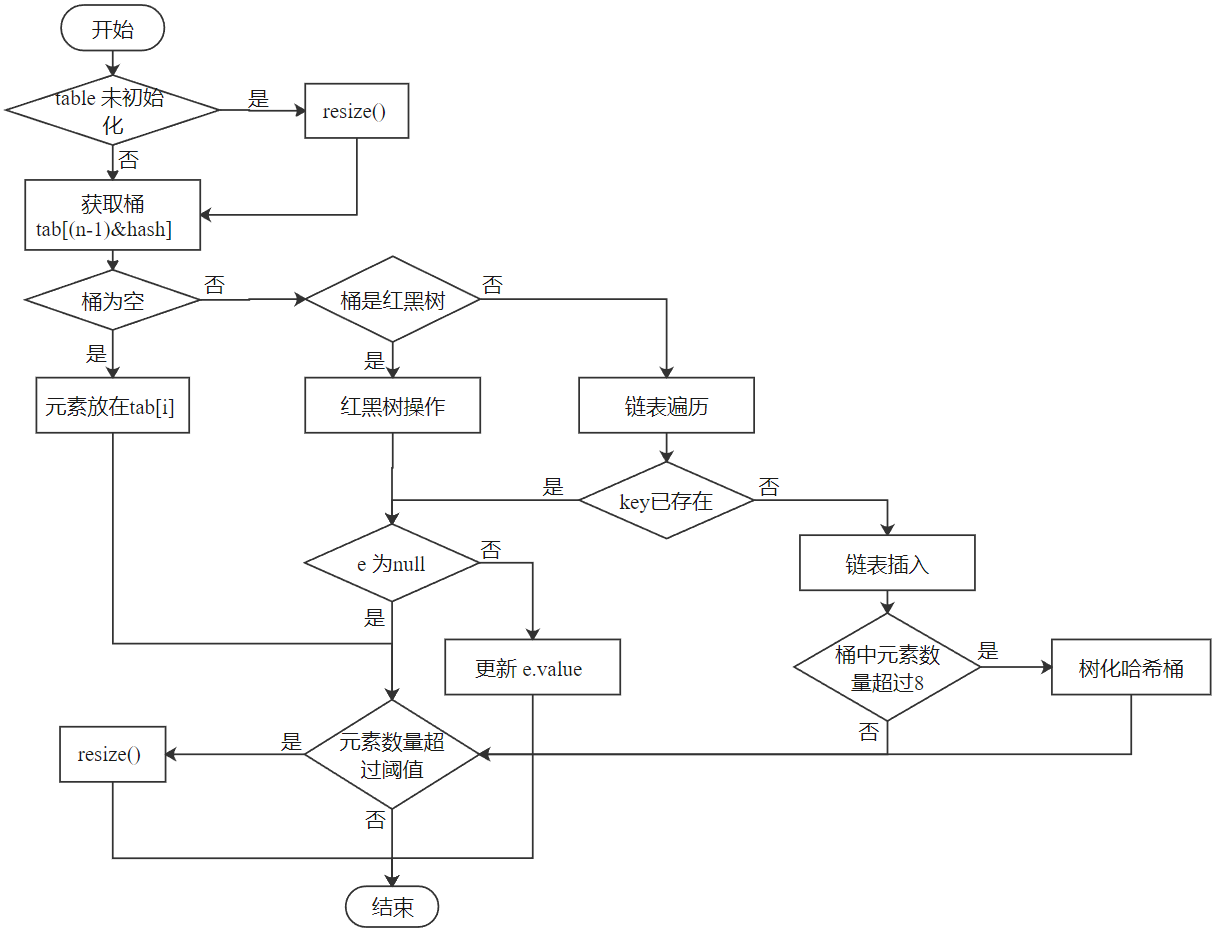 开始
table 未初始
化
是
resize()
否
获取桶
tab[(n-1)&hash]
桶为空
否
桶是红黑树
否
是
是
元素放在tab[i]
红黑树操作
链表遍历
是
key已存在
否
e 为null
否
链表插入
是
更新 e.value
桶中元素数
量超过8
是
树化哈希桶
否
resize()
是
元素数量超
过阈值
否
结束